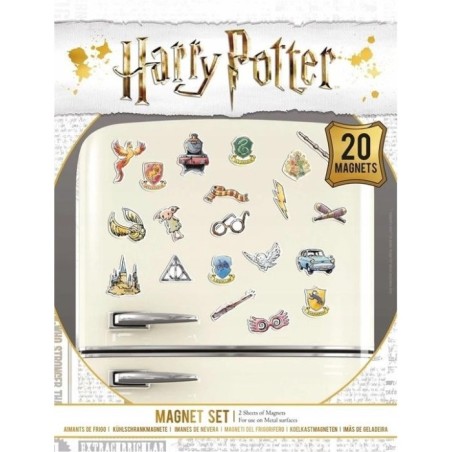 Harry Potter
20
MAGNETS
MAGNET SET
2 Sheets of Magnets
For use on Metal surfaces
AIMANTS DE FRIGO | KÜHLSCHRANKMAGNETE | IMANES DE NEVERA | MAGNETI DEL FRIGORIFERO | KOELKASTMAGNETEN | IMÃS DE GELADEIRA